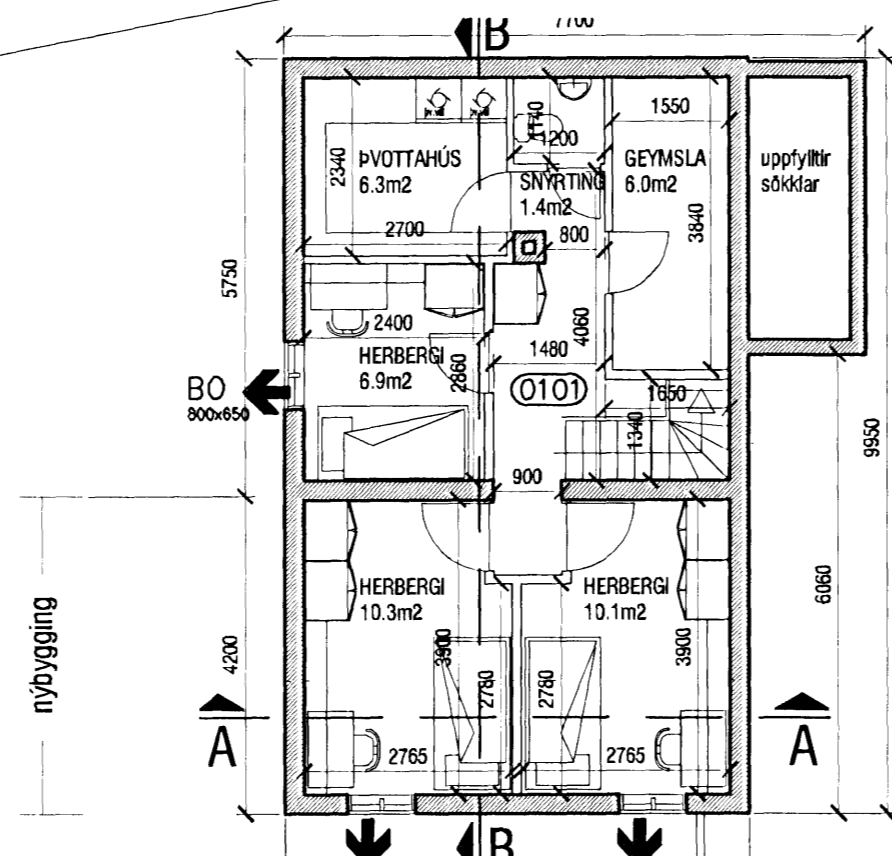 7700
B
1140
1550
1200
2340
ÞVOTTAHÚS
6.3m2
SNYRTING
1.4m2
GEYMSLA
6.0m2
uppfylltir
sökklar
2700
800
3840
5750
2400
4060
1480
HERBERGI
6.9m2
2860
BO
800x650
0101
1650
1340
9950
900
HERBERGI
10.3m2
HERBERGI
10.1m2
6060
nýbygging
4200
3900
2780
2780
3900
A
A
2765
2765
B